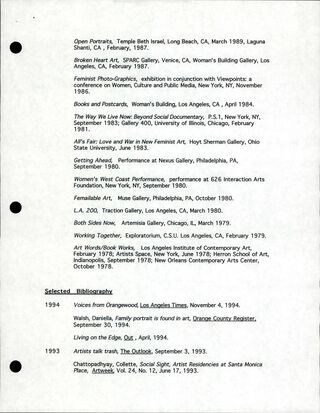 Open Portraits, Temple Beth Israel, Long Beach, CA, March 1989, Laguna
Shanti, CA , February, 1987.
Broken Heart Art, SPARC Gallery, Venice, CA, Woman's Building Gallery, Los
Angeles, CA, February 1987.
Feminist Photo-Graphics, exhibition in conjunction with Viewpoints: a
conference on Women, Culture and Public Media, New York, NY, November
1986.
Books and Postcards, Woman's Building, Los Angeles, CA , April 1984.
The Way We Live Now: Beyond Social Documentary, P.S.1, New York, NY,
September 1983; Gallery 400, University of Illinois, Chicago, February
1981.
All's Fair: Love and War in New Feminist Art, Hoyt Sherman Gallery, Ohio
State University, June 1983.
Getting Ahead, Performance at Nexus Gallery, Philadelphia, PA,
September 1980.
Women's West Coast Performance, performance at 626 Interaction Arts
Foundation, New York, NY, September 1980.
Femailable Art, Muse Gallery, Philadelphia, PA, October 1980.
L.A. 200, Traction Gallery, Los Angeles, CA, March 1980.
Both Sides Now, Artemisia Gallery, Chicago, IL, March 1979.
Working Together, Exploratorium, C.S.U. Los Angeles, CA, February 1979.
Art Words/Book Works, Los Angeles Institute of Contemporary Art,
February 1978; Artists Space, New York, June 1978; Herron School of Art,
Indianopolis, September 1978; New Orleans Contemporary Arts Center,
October 1978.
Selected Bibliography
1994 Voices from Orangewood, Los Angeles Times, November 4, 1994.
Walsh, Daniella, Family portrait is found in art, Orange County Register,
September 30, 1994.
Living on the Edge, Out , April, 1994.
1993 Artists talk trash, The Outlook, September 3, 1993.
Chattopadhyay, Collette, Social Sight, Artist Residencies at Santa Monica
Place, Artweek, Vol. 24, No. 12, June 17, 1993.